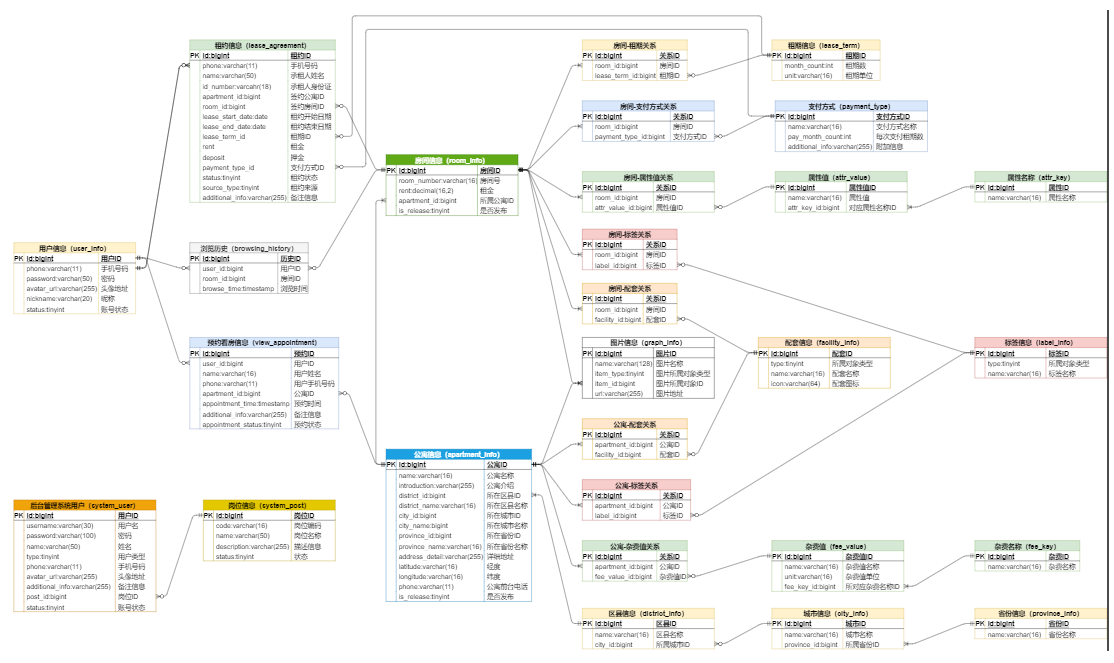 租约信息（lease_agreement）
PK id:bigint 租约ID
phone:varchar(11) 手机号码
name:varchar(50) 承租人姓名
id_number:varcahr(18) 承租人身份证
apartment_id:bigint 签约公寓ID
room_id:bigint 签约房间ID
lease_start_date:date 租约开始日期
lease_end_date:date 租约结束日期
lease_term_id 租期ID
rent 租金
deposit 押金
payment_type_id 支付方式ID
status:tinyint 租约状态
source_type:tinyint 租约来源
additional_info:varchar(255) 备注信息
用户信息（user_info）
PK id:bigint 用户ID
phone:varchar(11) 手机号码
password:varchar(50) 密码
avatar_url:varchar(255) 头像地址
nickname:varchar(20) 昵称
status:tinyint 账号状态
浏览历史（browsing_history）
PK id:bigint 历史ID
user_id:bigint 用户ID
room_id:bigint 房间ID
browse_time:timestamp 浏览时间
预约看房信息（view_appointment）
PK id:bigint 预约ID
user_id:bigint 用户ID
name:varchar(16) 用户姓名
phone:varchar(11) 用户手机号码
apartment_id:bigint 公寓ID
appointment_time:timestamp 预约时间
additional_info:varchar(255) 备注信息
appointment_status:tinyint 预约状态
后台管理系统用户（system_user）
PK id:bigint 用户ID
username:varchar(30) 用户名
password:varchar(100) 密码
name:varchar(50) 姓名
type:tinyint 用户类型
phone:varchar(11) 手机号码
avatar_url:varchar(255) 头像地址
additional_info:varchar(255) 备注信息
post_id:bigint 岗位ID
status:tinyint 账号状态
岗位信息（system_post）
PK id:bigint 岗位ID
code:varchar(16) 岗位编码
name:varchar(50) 岗位名称
description:varchar(255) 描述信息
status:tinyint 状态
房间信息（room_info）
PK id:bigint 房间ID
room_number:varchar(16) 房间号
rent:decimal(16,2) 租金
apartment_id:bigint 所属公寓ID
is_release:tinyint 是否发布
公寓信息（apartment_info）
PK id:bigint 公寓ID
name:varchar(16) 公寓名称
introduction:varchar(255) 公寓介绍
district_id:bigint 所在区县ID
district_name:varchar(16) 所在区县名称
city_id:bigint 所在城市ID
city_name:bigint 所在城市名称
province_id:bigint 所在省份ID
province_name:varchar(16) 所在省份名称
address_detail:varchar(255) 详细地址
latitude:varchar(16) 经度
longitude:varchar(16) 纬度
phone:varchar(11) 公寓前台电话
is_release:tinyint 是否发布
房间-租期关系
PK id:bigint 关系ID
room_id:bigint 房间ID
lease_term_id:bigint 租期ID
租期信息（lease_term）
PK id:bigint 租期ID
month_count:int 租期数
unit:varchar(16) 租期单位
房间-支付方式关系
PK id:bigint 关系ID
room_id:bigint 房间ID
payment_type_id:bigint 支付方式ID
支付方式（payment_type）
PK id:bigint 支付方式ID
name:varchar(16) 支付方式名称
pay_month_count:int 每次支付租期数
additional_info:varchar(255) 附加信息
房间-属性值关系
PK id:bigint 关系ID
room_id:bigint 房间ID
attr_value_id:bigint 属性值ID
属性值（attr_value）
PK id:bigint 属性值ID
name:varchar(16) 属性值
attr_key_id:bigint 对应属性名称ID
属性名称（attr_key）
PK id:bigint 属性ID
name:varchar(16) 属性名称
房间-标签关系
PK id:bigint 关系ID
room_id:bigint 房间ID
label_id:bigint 标签ID
房间-配套关系
PK id:bigint 关系ID
room_id:bigint 房间ID
facility_id:bigint 配套ID
图片信息（graph_info）
PK id:bigint 图片ID
name:varchar(128) 图片名称
item_type:tinyint 图片所属对象类型
item_id:bigint 图片所属对象ID
url:varchar(255) 图片地址
配套信息（facility_info）
PK id:bigint 配套ID
type:tinyint 所属对象类型
name:varchar(16) 配套名称
icon:varchar(64) 配套图标
标签信息（label_info）
PK id:bigint 标签ID
type:tinyint 所属对象类型
name:varchar(16) 标签名称
公寓-配套关系
PK id:bigint 关系ID
apartment_id:bigint 公寓ID
facility_id:bigint 配套ID
公寓-标签关系
PK id:bigint 关系ID
apartment_id:bigint 公寓ID
label_id:bigint 标签ID
公寓-杂费值关系
PK id:bigint 关系ID
apartment_id:bigint 公寓ID
fee_value_id:bigint 杂费值ID
杂费值（fee_value）
PK id:bigint 杂费值ID
name:varchar(16) 杂费值名称
unit:varchar(16) 杂费值单位
fee_key_id:bigint 所对应杂费名称ID
杂费名称（fee_key）
PK id:bigint 杂费ID
name:varchar(16) 杂费名称
区县信息（district_info）
PK id:bigint 区县ID
name:varchar(16) 区县名称
city_id:bigint 所属城市ID
城市信息（city_info）
PK id:bigint 城市ID
name:varchar(16) 城市名称
province_id:bigint 所属省份ID
省份信息（province_info）
PK id:bigint 省份ID
name:varchar(16) 省份名称